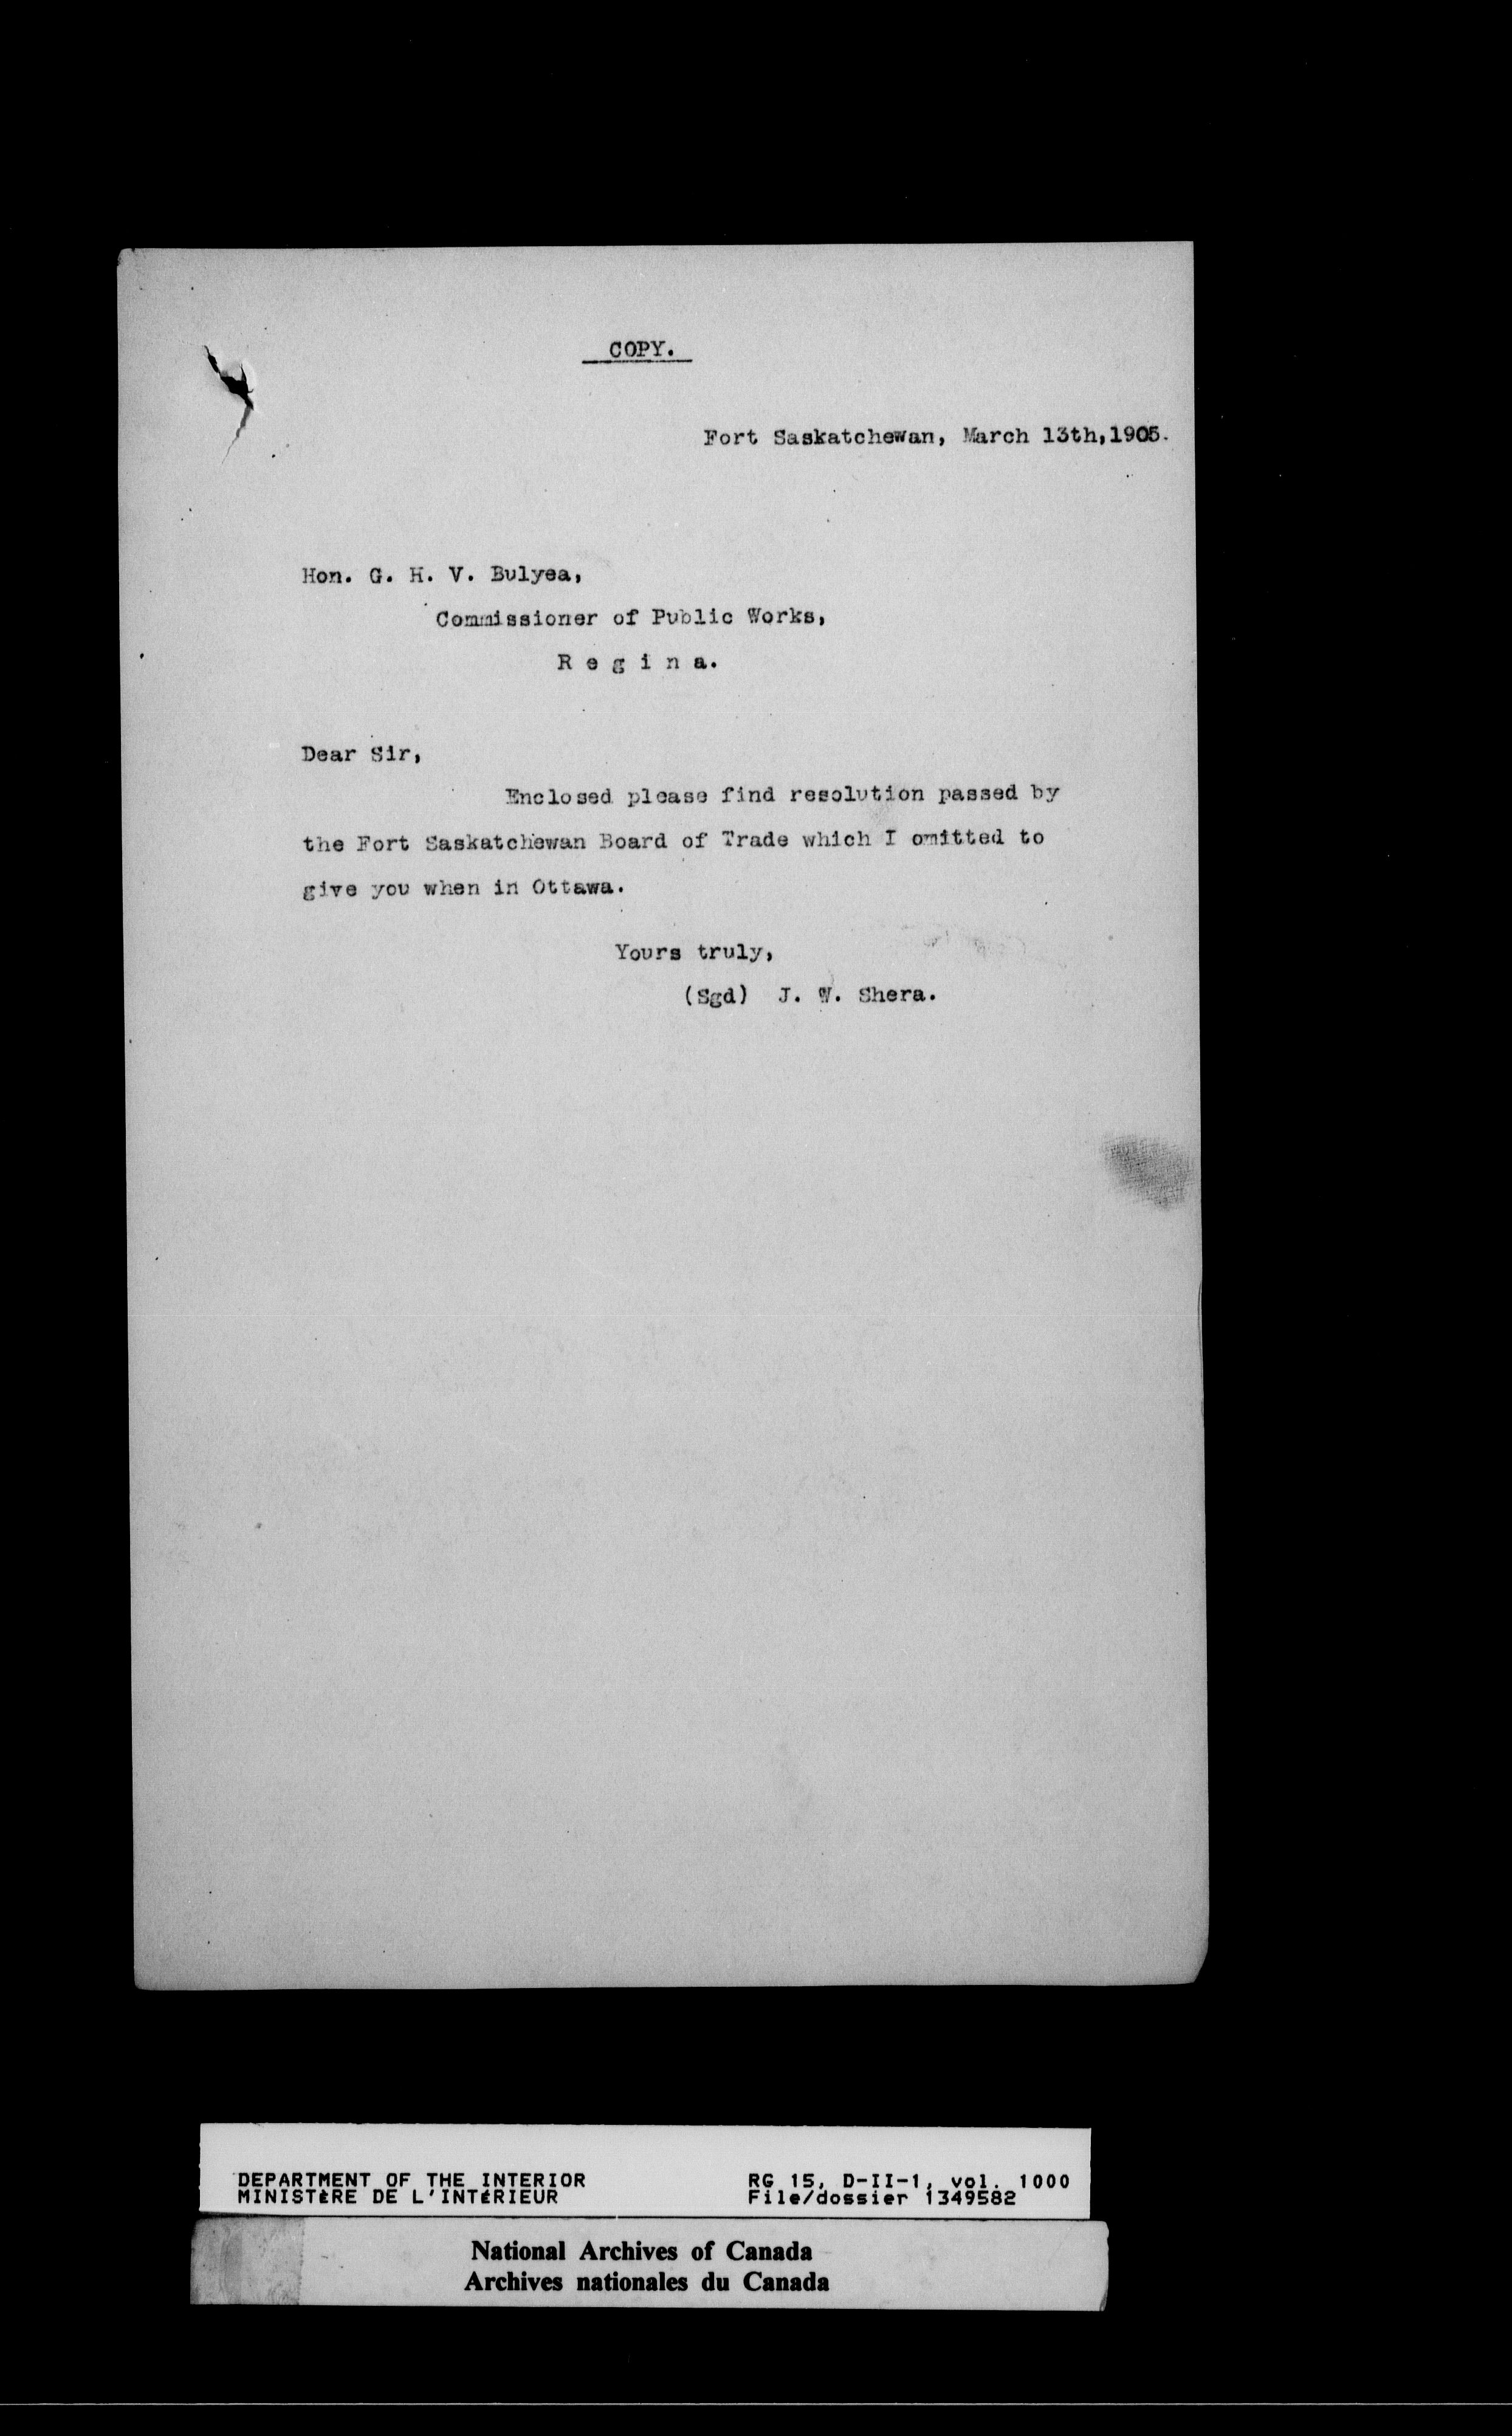 COPY.
Fort Saskatchewan, March 13th,1905.
Hon. G. H. V. Bulyea,
Commissioner of Public Works,
R e g i n a.
Dear Sir,
Enclosed please find resolution passed by
the Fort Saskatchewan Board of Trade which I omitted to
give you when in Ottawa.
Yours truly,
(Sgd) J. W. Shera.
DEPARTMENT OF THE INTERIOR
MINISTÈRE DE L'INTÉRIEUR
RG 15, D-II-1, vol. 1000
File/dossier 1349582
National Archives of Canada
Archives nationales du Canada